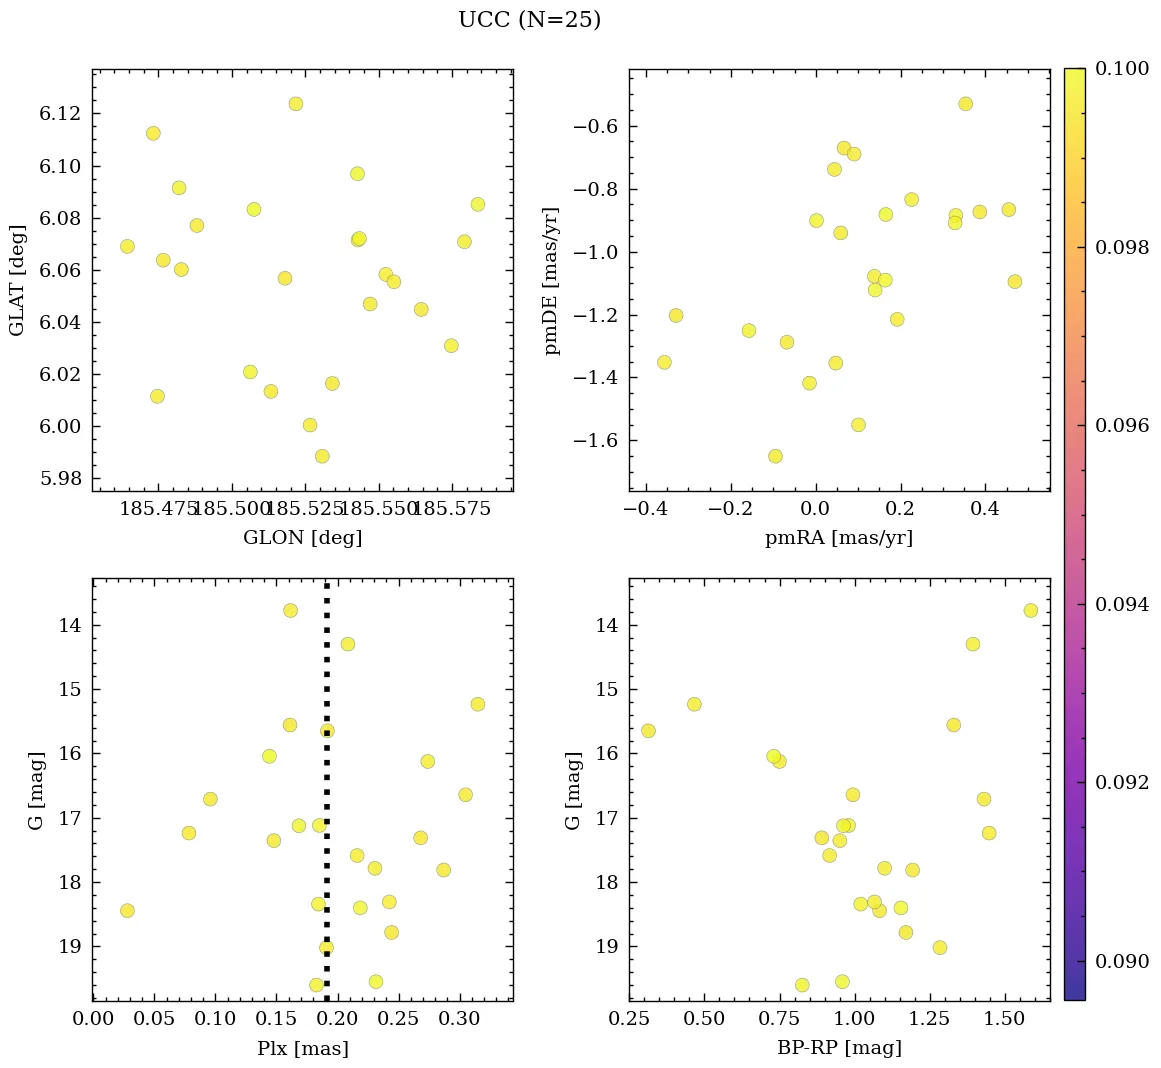 UCC (N=25)
6.12
6.10
6.08
6.06
6.04
6.02
6.00
5.98
GLAT [deg]
185.475 185.500 185.525 185.550 185.575
GLON [deg]
−0.6
−0.8
−1.0
−1.2
−1.4
−1.6
pmDE [mas/yr]
−0.4 −0.2 0.0 0.2 0.4
pmRA [mas/yr]
14
15
16
17
18
19
G [mag]
0.00 0.05 0.10 0.15 0.20 0.25 0.30
Plx [mas]
14
15
16
17
18
19
G [mag]
0.25 0.50 0.75 1.00 1.25 1.50
BP-RP [mag]
0.100
0.098
0.096
0.094
0.092
0.090